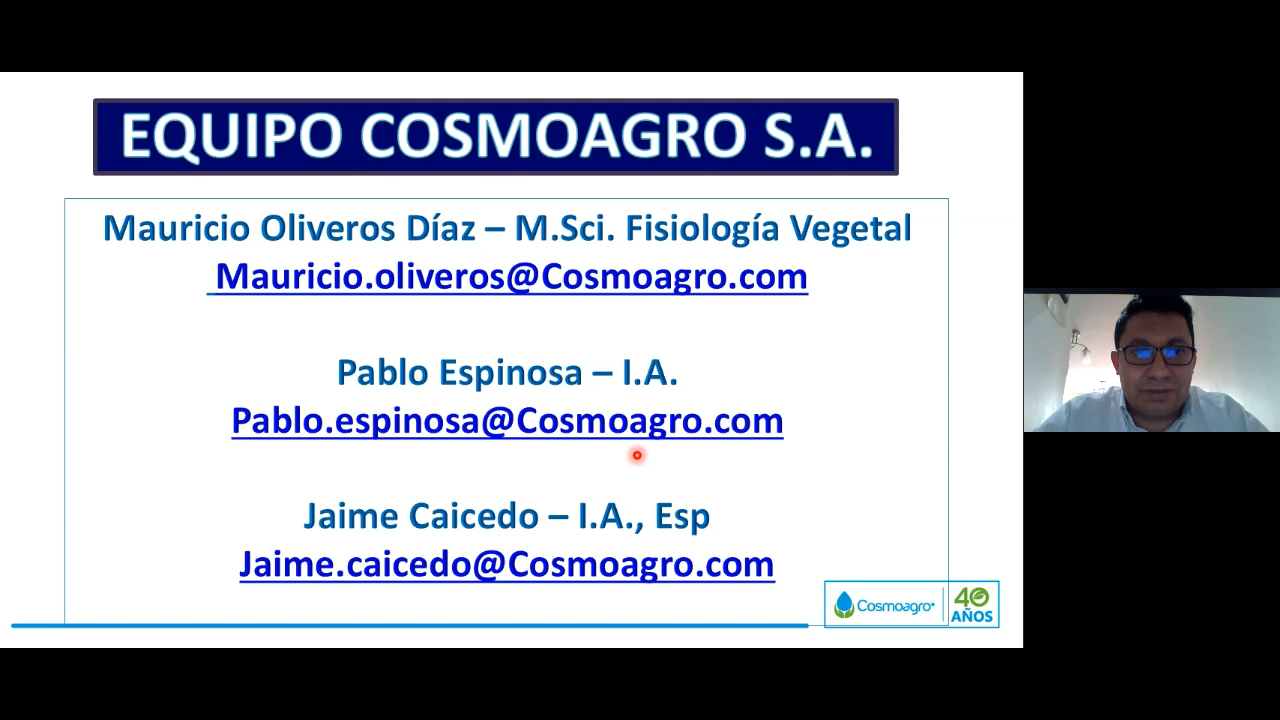 EQUIPO COSMOAGRO S.A.
Mauricio Oliveros Díaz – M.Sci. Fisiología Vegetal
Mauricio.oliveros@Cosmoagro.com
Pablo Espinosa – I.A.
Pablo.espinosa@Cosmoagro.com
Jaime Caicedo – I.A., Esp
Jaime.caicedo@Cosmoagro.com
Cosmoagro
40
AÑOS